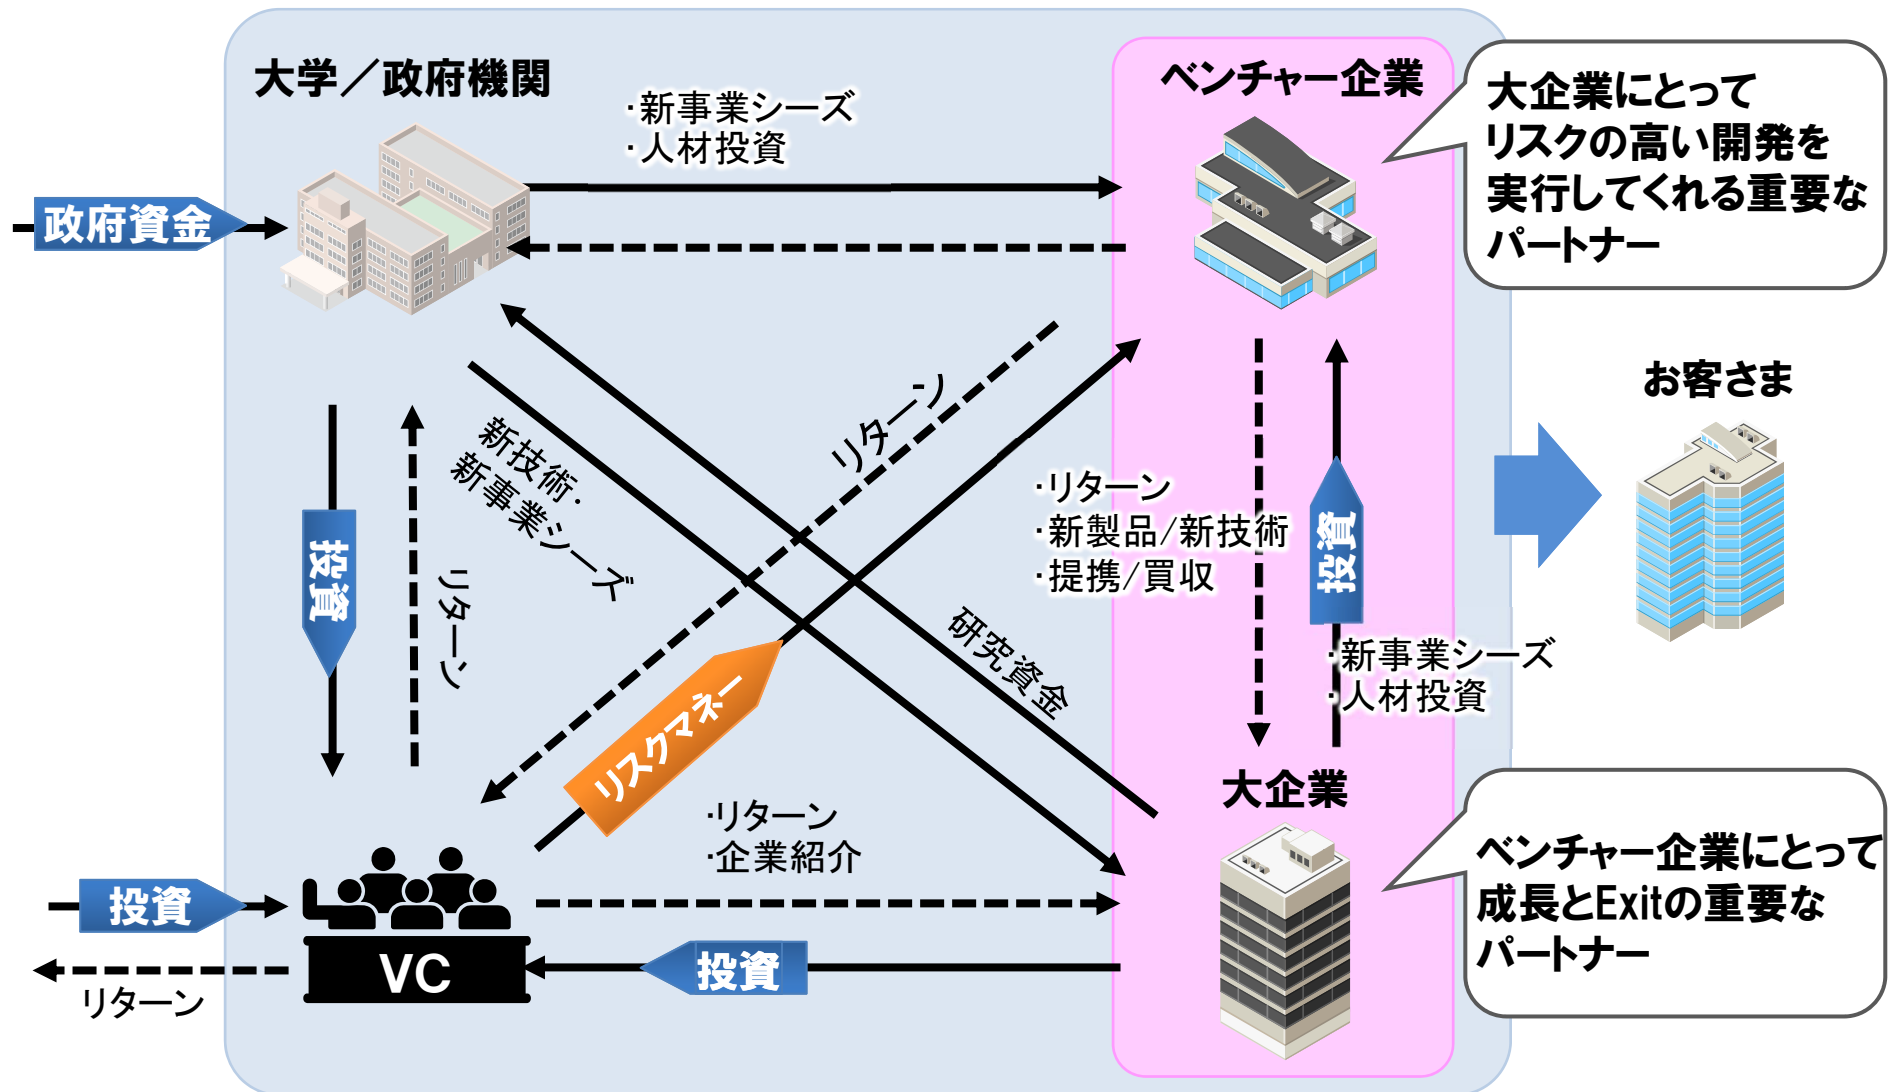 大学／政府機関
ベンチャー企業
大企業にとって
リスクの高い開発を
実行してくれる重要な
パートナー
・新事業シーズ
・人材投資
政府資金
お客さま
新技術・
新事業シーズ
リターン
・リターン
・新製品/新技術
・提携/買収
投資
投資
リターン
研究資金
・新事業シーズ
・人材投資
リスクマネー
大企業
・リターン
・企業紹介
ベンチャー企業にとって
成長とExitの重要な
パートナー
投資
VC
投資
リターン